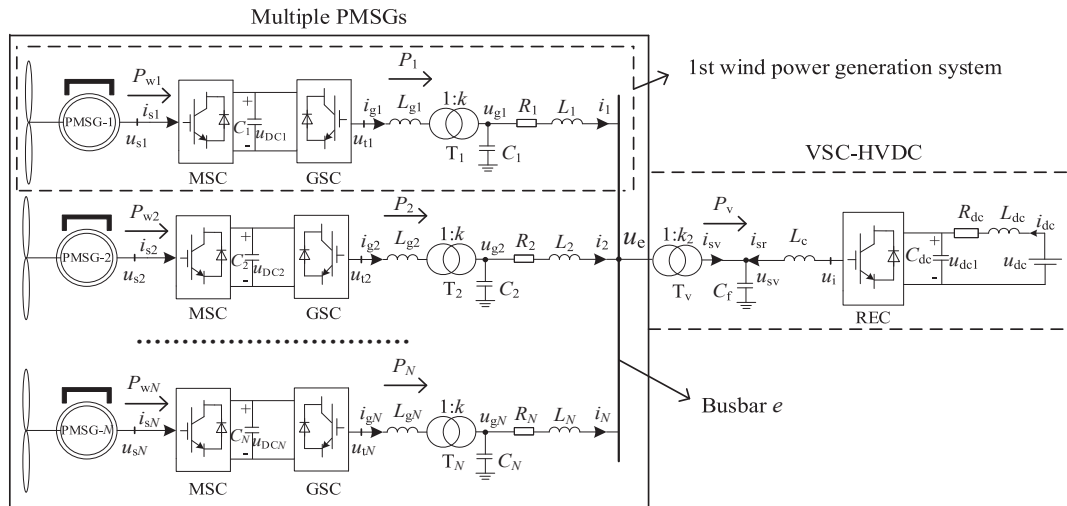 Multiple PMSGs
1st wind power generation system
PMSG-1
P_w1
i_s1
u_s1
MSC
C_1
+
-
u_DC1
GSC
i_g1
u_t1
P_1
L_g1
1:k
T_1
u_g1
C_1
R_1
L_1
i_1
PMSG-2
P_w2
i_s2
u_s2
MSC
C_2
+
-
u_DC2
GSC
i_g2
u_t2
P_2
L_g2
1:k
T_2
u_g2
C_2
R_2
L_2
i_2
PMSG-N
P_wN
i_sN
u_sN
MSC
C_N
+
-
u_DCN
GSC
i_gN
u_tN
P_N
L_gN
1:k
T_N
u_gN
C_N
R_N
L_N
i_N
u_e
Busbar e
VSC-HVDC
P_v
1:k_2
T_v
i_sv
i_sr
u_sv
C_f
L_c
u_i
REC
C_dc
+
-
u_dc1
R_dc
L_dc
i_dc
u_dc